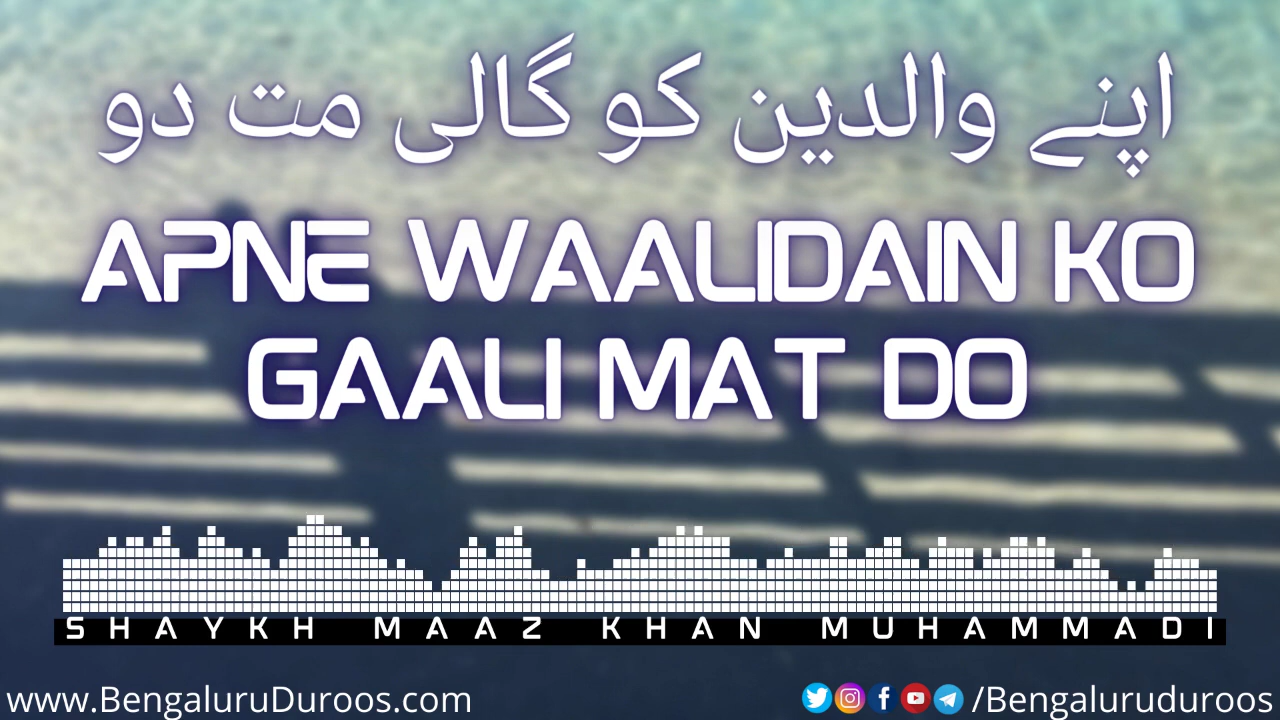 اپنے والدین کو گالی مت دو
APNE WAALIDAIN KO
GAALI MAT DO
SHAYKH MAAZ KHAN MUHAMMADI
www.BengaluruDuroos.com
/Bengaluruduroos